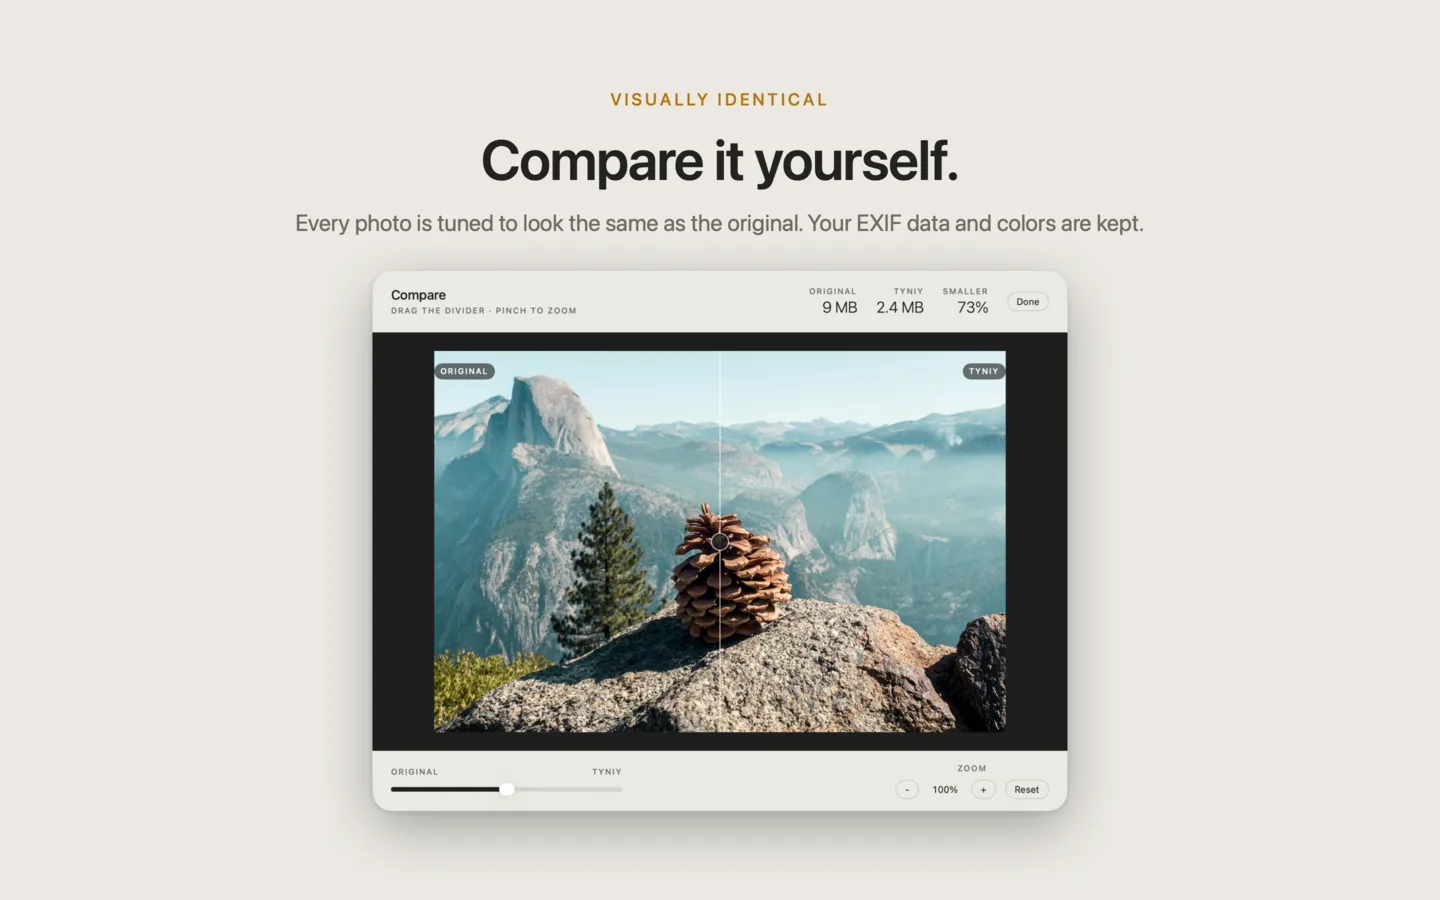 VISUALLY IDENTICAL
Compare it yourself.
Every photo is tuned to look the same as the original. Your EXIF data and colors are kept.
Compare
DRAG THE DIVIDER · PINCH TO ZOOM
ORIGINAL TYNIY SMALLER
9 MB 2.4 MB 73%
Done
ORIGINAL
TYNIY
ORIGINAL TYNIY
ZOOM
- 100% + Reset